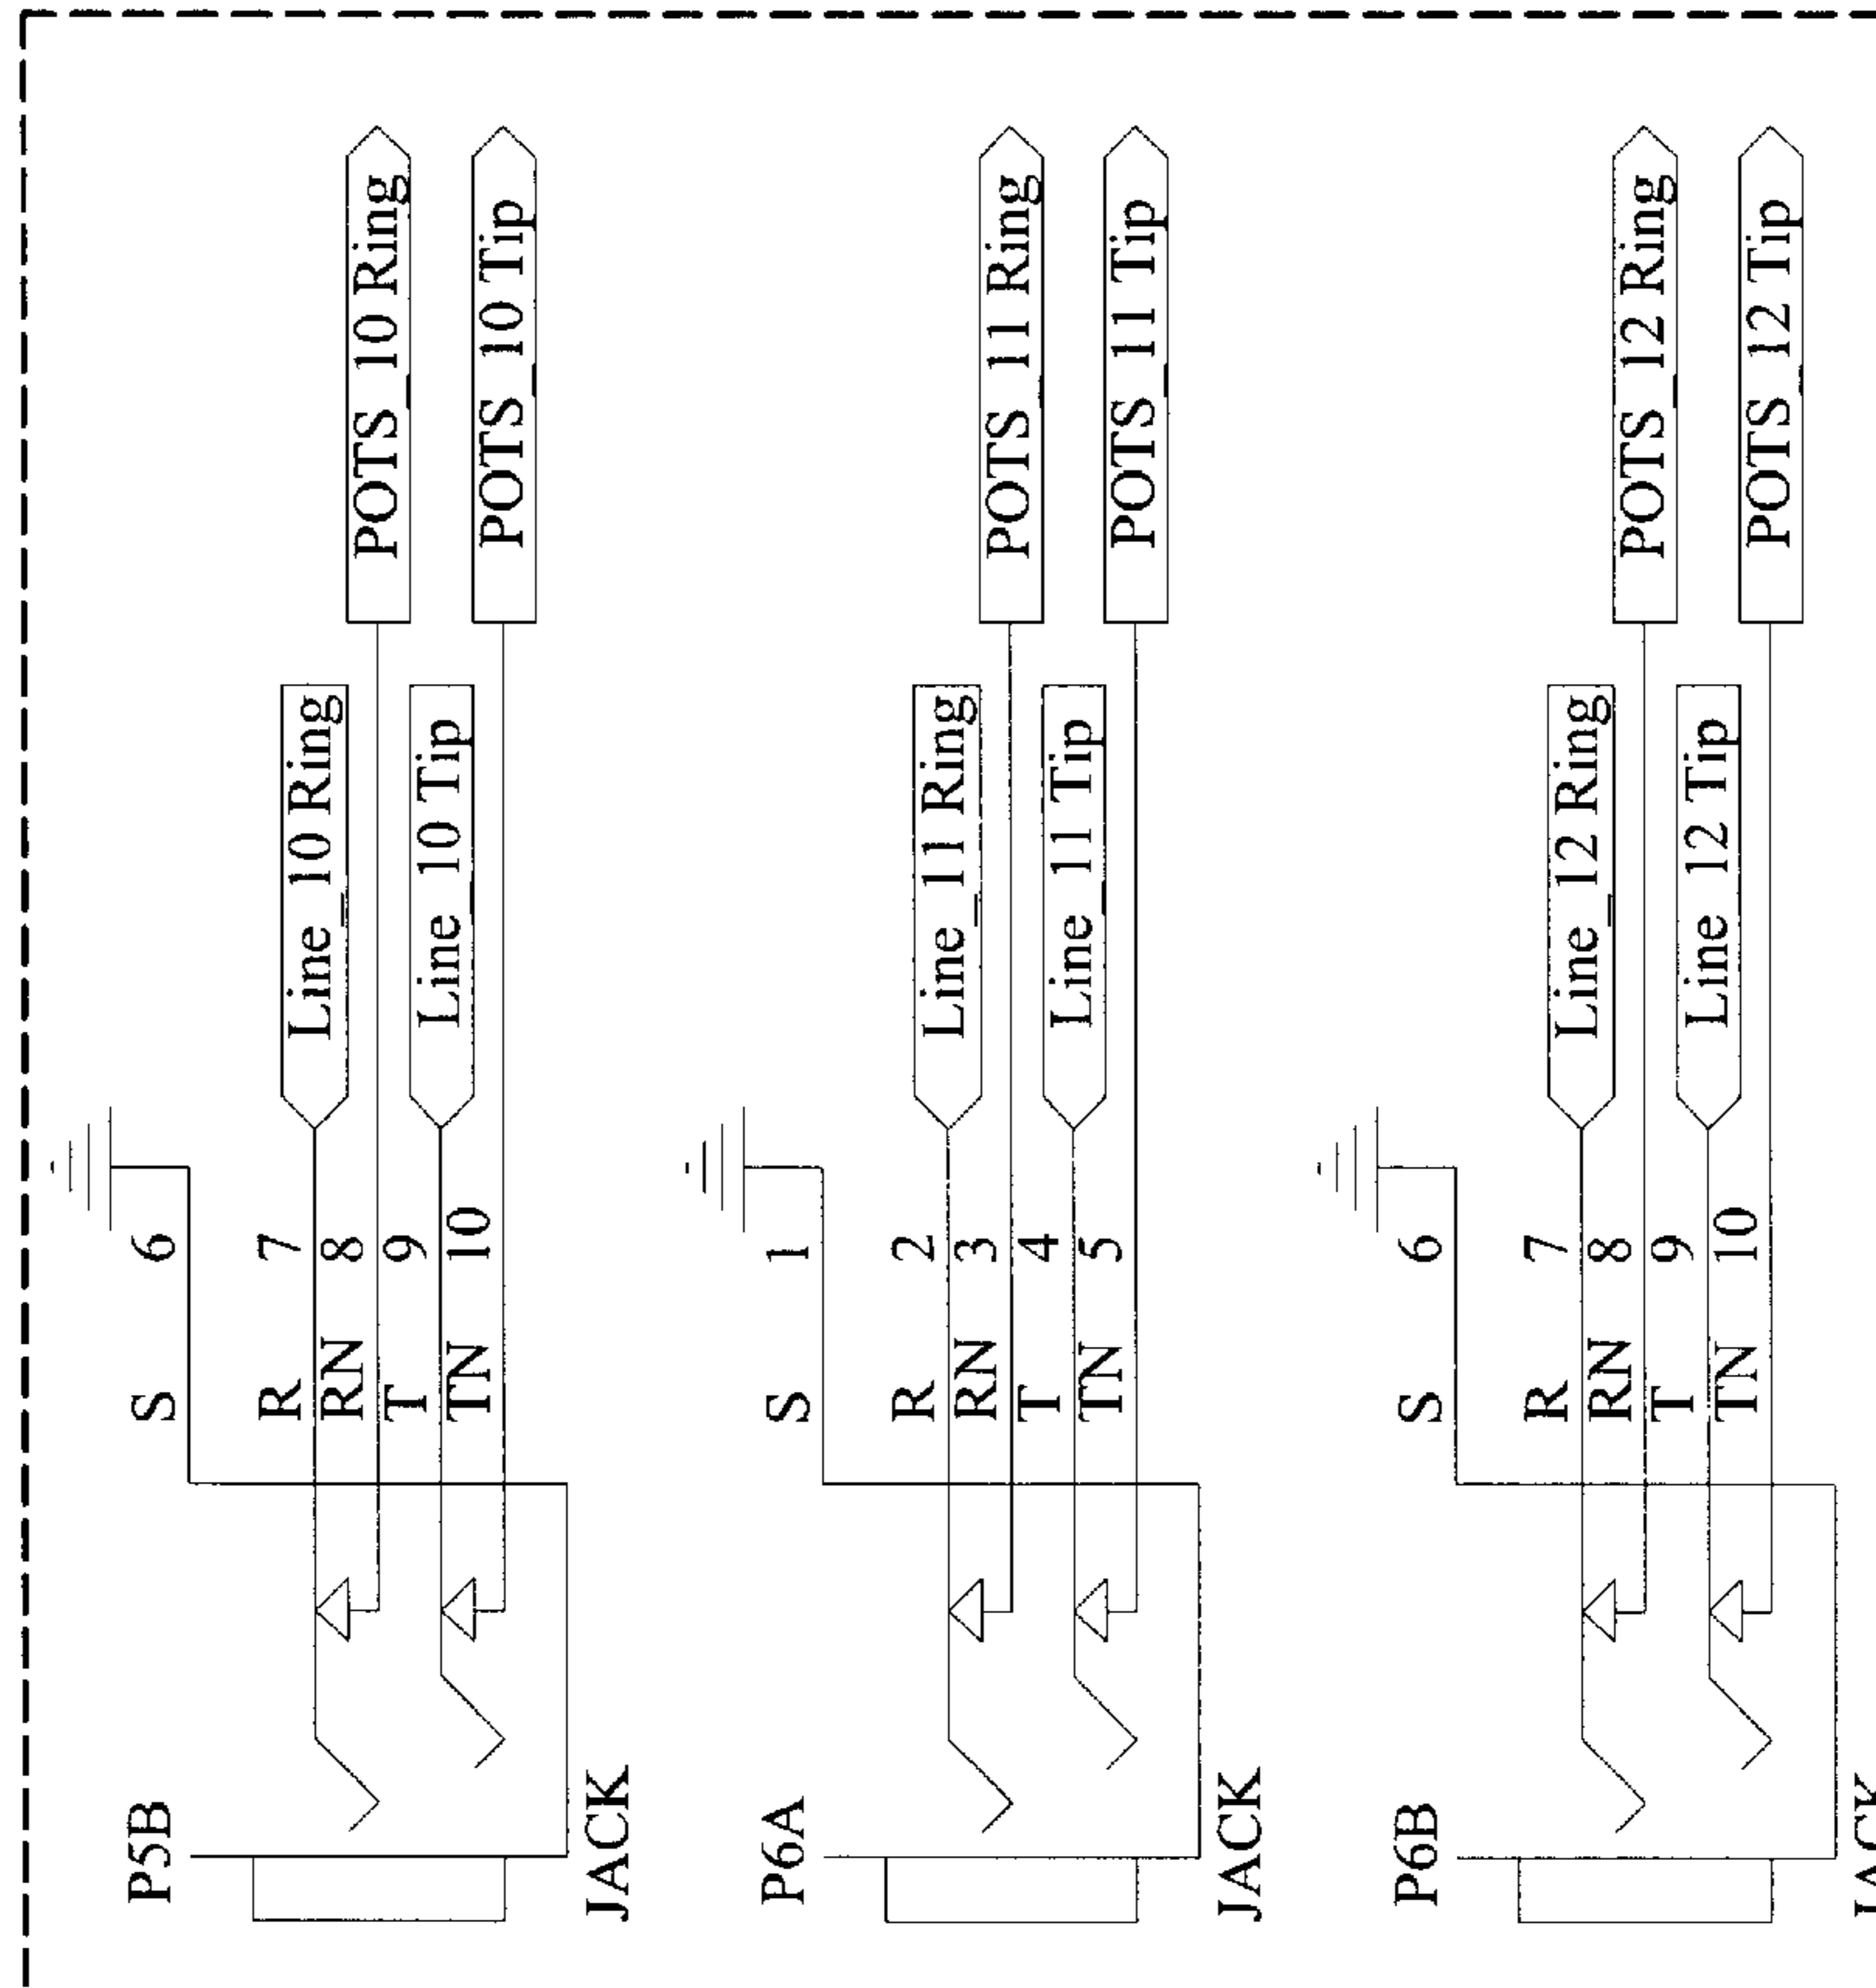 P5B
S 6
R 7
RN 8
T 9
TN 10
Line_10 Ring
POTS_10 Ring
Line_10 Tip
POTS_10 Tip
JACK
P6A
S 1
R 2
RN 3
T 4
TN 5
Line_11 Ring
POTS_11 Ring
Line_11 Tip
POTS_11 Tip
JACK
P6B
S 6
R 7
RN 8
T 9
TN 10
Line_12 Ring
POTS_12 Ring
Line_12 Tip
POTS_12 Tip
JACK